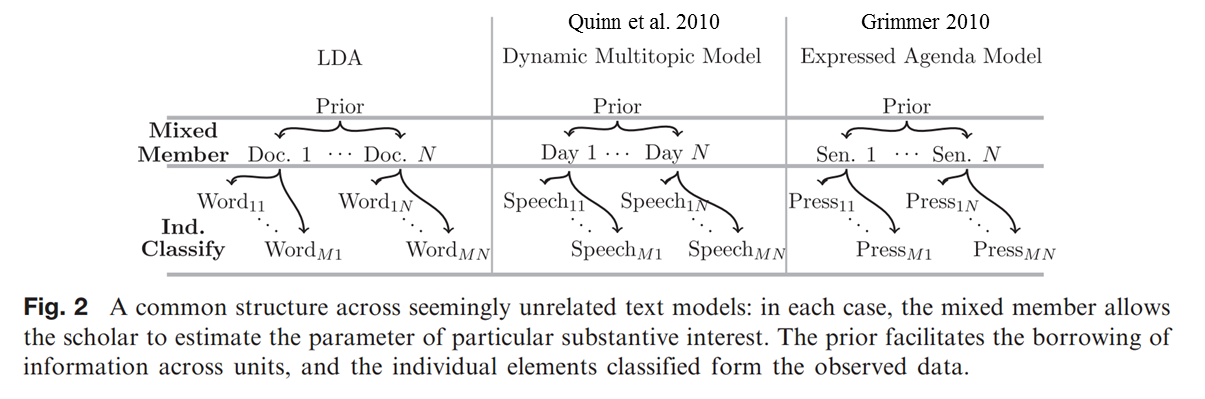 Quinn et al. 2010
Grimmer 2010
LDA
Dynamic Multitopic Model
Expressed Agenda Model
Prior
Prior
Prior
Mixed
Member
Doc. 1 ··· Doc. N
Day 1 ··· Day N
Sen. 1 ··· Sen. N
Word11
Word1N
Speech11
Speech1N
Press11
Press1N
Ind.
Classify
WordM1
WordMN
SpeechM1
SpeechMN
PressM1
PressMN
Fig. 2 A common structure across seemingly unrelated text models: in each case, the mixed member allows
the scholar to estimate the parameter of particular substantive interest. The prior facilitates the borrowing of
information across units, and the individual elements classified form the observed data.